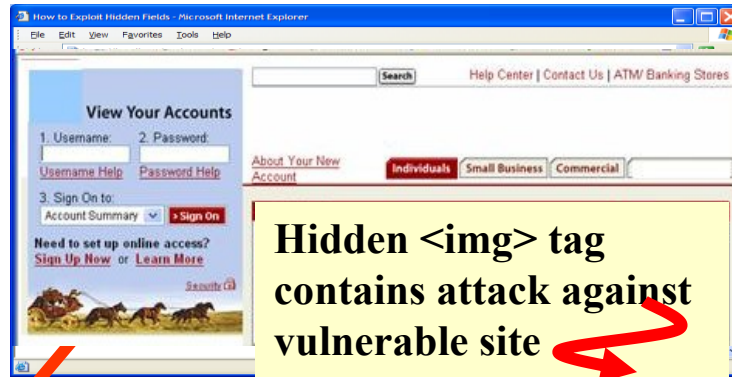 How to Exploit Hidden Fields - Microsoft Internet Explorer
File Edit View Favorites Tools Help
Search
Help Center | Contact Us | ATM/ Banking Stores
View Your Accounts
1. Username: 2. Password:
Username Help Password Help
3. Sign On to:
Account Summary Sign On
Need to set up online access?
Sign Up Now or Learn More
Security
About Your New
Account
Individuals Small Business Commercial
Hidden <img> tag
contains attack against
vulnerable site